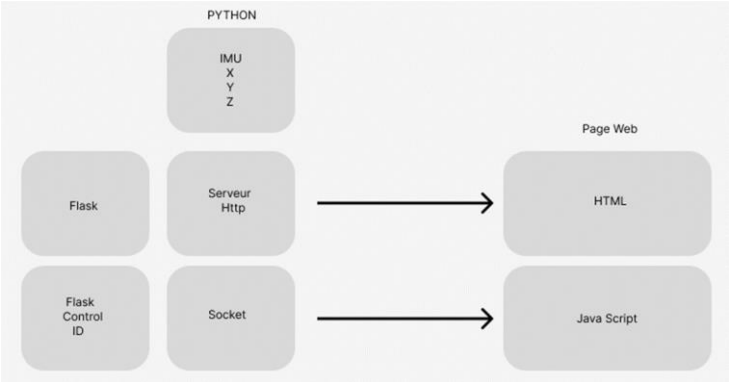 PYTHON
IMU
X
Y
Z
Page Web
Flask
Serveur
Http
HTML
Flask
Control
ID
Socket
Java Script